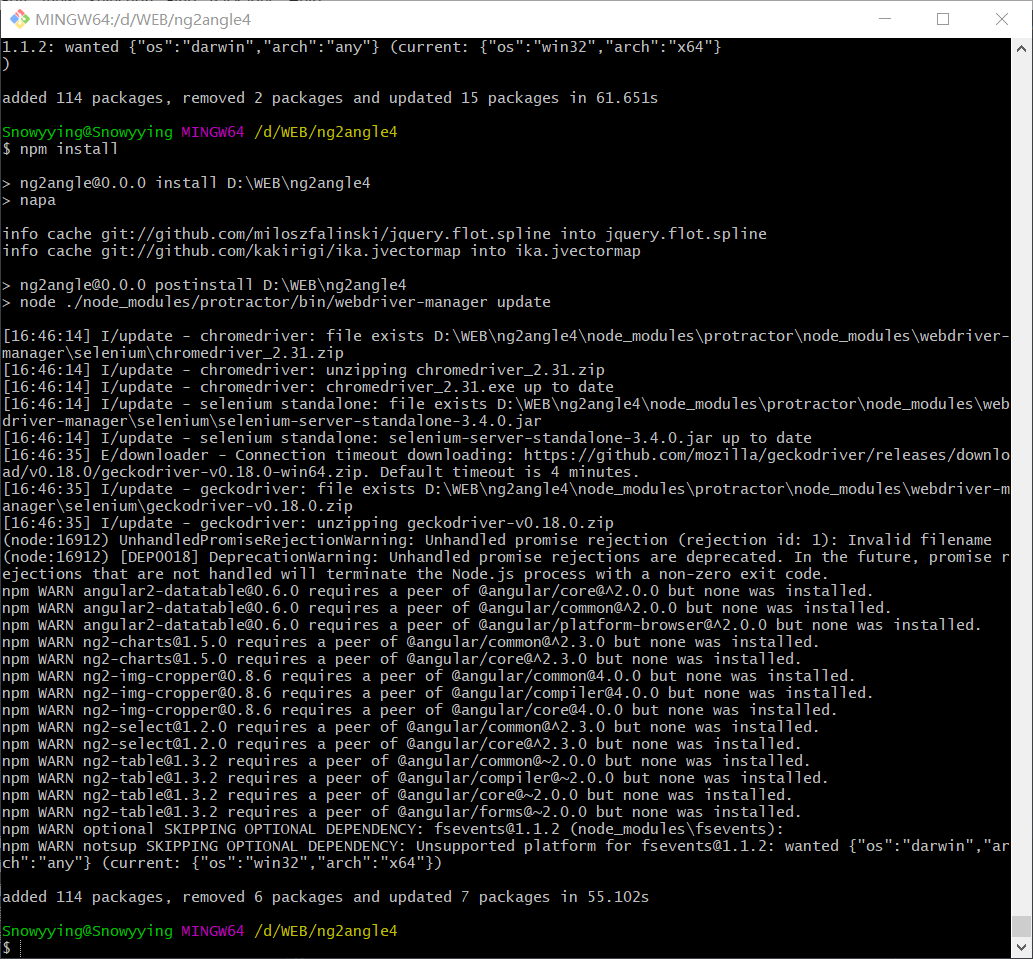 MINGW64:/d/WEB/ng2angle4
1.1.2: wanted {"os":"darwin","arch":"any"} (current: {"os":"win32","arch":"x64"}
)
added 114 packages, removed 2 packages and updated 15 packages in 61.651s
Snowyying@Snowyying MINGW64 /d/WEB/ng2angle4
$ npm install
> ng2angle@0.0.0 install D:\WEB\ng2angle4
> napa
info cache git://github.com/miloszfalinski/jquery.flot.spline into jquery.flot.spline
info cache git://github.com/kakirigi/ika.jvectormap into ika.jvectormap
> ng2angle@0.0.0 postinstall D:\WEB\ng2angle4
> node ./node_modules/protractor/bin/webdriver-manager update
[16:46:14] I/update - chromedriver: file exists D:\WEB\ng2angle4\node_modules\protractor\node_modules\webdriver-
manager\selenium\chromedriver_2.31.zip
[16:46:14] I/update - chromedriver: unzipping chromedriver_2.31.zip
[16:46:14] I/update - chromedriver: chromedriver_2.31.exe up to date
[16:46:14] I/update - selenium standalone: file exists D:\WEB\ng2angle4\node_modules\protractor\node_modules\web
driver-manager\selenium\selenium-server-standalone-3.4.0.jar
[16:46:14] I/update - selenium standalone: selenium-server-standalone-3.4.0.jar up to date
[16:46:35] E/downloader - Connection timeout downloading: https://github.com/mozilla/geckodriver/releases/downlo
ad/v0.18.0/geckodriver-v0.18.0-win64.zip. Default timeout is 4 minutes.
[16:46:35] I/update - geckodriver: file exists D:\WEB\ng2angle4\node_modules\protractor\node_modules\webdriver-m
anager\selenium\geckodriver-v0.18.0.zip
[16:46:35] I/update - geckodriver: unzipping geckodriver-v0.18.0.zip
(node:16912) UnhandledPromiseRejectionWarning: Unhandled promise rejection (rejection id: 1): Invalid filename
(node:16912) [DEP0018] DeprecationWarning: Unhandled promise rejections are deprecated. In the future, promise r
ejections that are not handled will terminate the Node.js process with a non-zero exit code.
npm WARN angular2-datatable@0.6.0 requires a peer of @angular/core@^2.0.0 but none was installed.
npm WARN angular2-datatable@0.6.0 requires a peer of @angular/common@^2.0.0 but none was installed.
npm WARN angular2-datatable@0.6.0 requires a peer of @angular/platform-browser@^2.0.0 but none was installed.
npm WARN ng2-charts@1.5.0 requires a peer of @angular/common@^2.3.0 but none was installed.
npm WARN ng2-charts@1.5.0 requires a peer of @angular/core@^2.3.0 but none was installed.
npm WARN ng2-img-cropper@0.8.6 requires a peer of @angular/common@4.0.0 but none was installed.
npm WARN ng2-img-cropper@0.8.6 requires a peer of @angular/compiler@4.0.0 but none was installed.
npm WARN ng2-img-cropper@0.8.6 requires a peer of @angular/core@4.0.0 but none was installed.
npm WARN ng2-select@1.2.0 requires a peer of @angular/common@^2.3.0 but none was installed.
npm WARN ng2-select@1.2.0 requires a peer of @angular/core@^2.3.0 but none was installed.
npm WARN ng2-table@1.3.2 requires a peer of @angular/common@~2.0.0 but none was installed.
npm WARN ng2-table@1.3.2 requires a peer of @angular/compiler@~2.0.0 but none was installed.
npm WARN ng2-table@1.3.2 requires a peer of @angular/core@~2.0.0 but none was installed.
npm WARN ng2-table@1.3.2 requires a peer of @angular/forms@~2.0.0 but none was installed.
npm WARN optional SKIPPING OPTIONAL DEPENDENCY: fsevents@1.1.2 (node_modules\fsevents):
npm WARN notsup SKIPPING OPTIONAL DEPENDENCY: Unsupported platform for fsevents@1.1.2: wanted {"os":"darwin","ar
ch":"any"} (current: {"os":"win32","arch":"x64"})
added 114 packages, removed 6 packages and updated 7 packages in 55.102s
Snowyying@Snowyying MINGW64 /d/WEB/ng2angle4
$